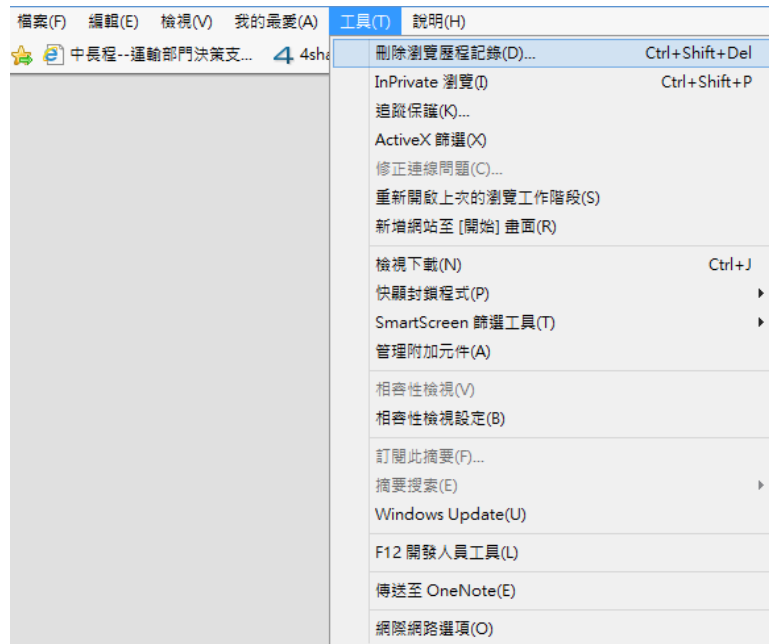 檔案(F) 編輯(E) 檢視(V) 我的最愛(A) 工具(T) 說明(H)
中長程--運輸部門決策支... 4sha
刪除瀏覽歷程記錄(D)... Ctrl+Shift+Del
InPrivate 瀏覽(I) Ctrl+Shift+P
追蹤保護(K)...
ActiveX 篩選(X)
修正連線問題(C)...
重新開啟上次的瀏覽工作階段(S)
新增網站至 [開始] 畫面(R)
檢視下載(N) Ctrl+J
快顯封鎖程式(P)
SmartScreen 篩選工具(T)
管理附加元件(A)
相容性檢視(V)
相容性檢視設定(B)
訂閱此摘要(F)...
摘要搜索(E)
Windows Update(U)
F12 開發人員工具(L)
傳送至 OneNote(E)
網際網路選項(O)